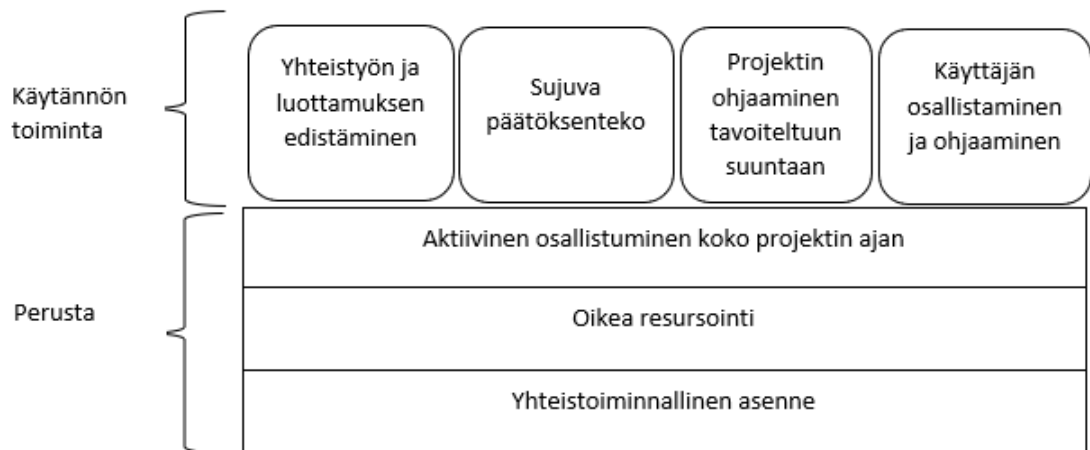 Käytännön
toiminta
Yhteistyön ja
luottamuksen
edistäminen
Sujuva
päätöksenteko
Projektin
ohjaaminen
tavoiteltuun
suuntaan
Käyttäjän
osallistaminen
ja ohjaaminen
Perusta
Aktiivinen osallistuminen koko projektin ajan
Oikea resursointi
Yhteistoiminnallinen asenne